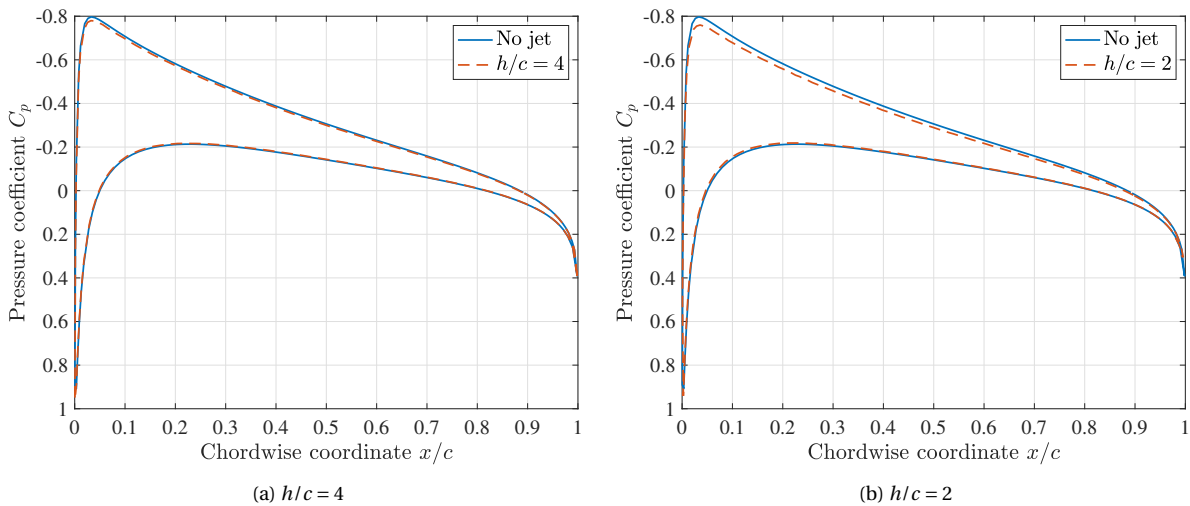 -0.8
-0.6
-0.4
-0.2
0
0.2
0.4
0.6
0.8
1
Pressure coefficient C_p
0 0.1 0.2 0.3 0.4 0.5 0.6 0.7 0.8 0.9 1
Chordwise coordinate x/c
No jet
h/c = 4
(a) h/c = 4
-0.8
-0.6
-0.4
-0.2
0
0.2
0.4
0.6
0.8
1
Pressure coefficient C_p
0 0.1 0.2 0.3 0.4 0.5 0.6 0.7 0.8 0.9 1
Chordwise coordinate x/c
No jet
h/c = 2
(b) h/c = 2